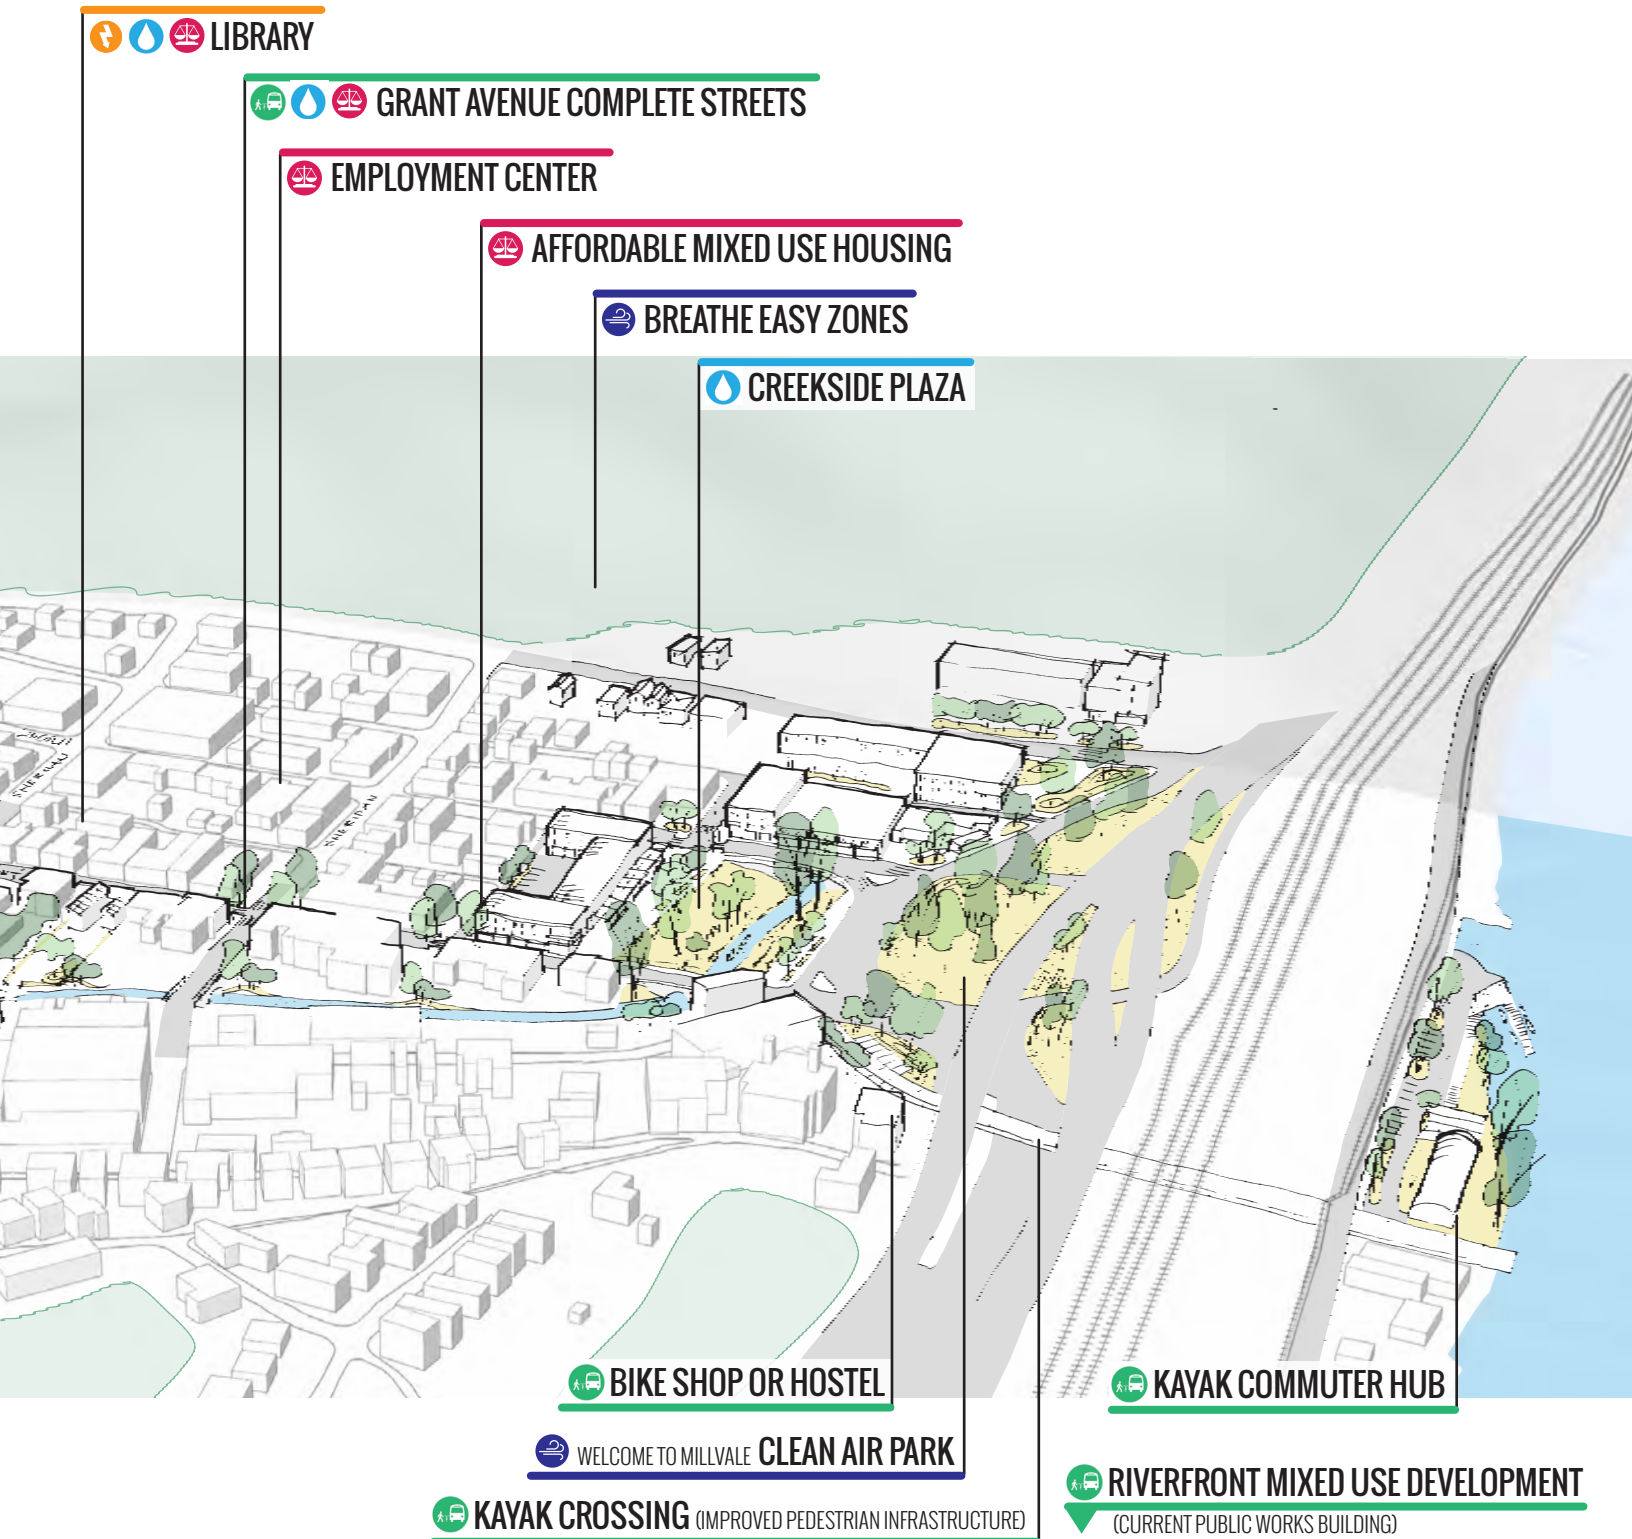 LIBRARY
GRANT AVENUE COMPLETE STREETS
EMPLOYMENT CENTER
AFFORDABLE MIXED USE HOUSING
BREATHE EASY ZONES
CREEKSIDE PLAZA
SHERIDAN
BIKE SHOP OR HOSTEL
KAYAK COMMUTER HUB
WELCOME TO MILLVALE CLEAN AIR PARK
RIVERFRONT MIXED USE DEVELOPMENT
KAYAK CROSSING (IMPROVED PEDESTRIAN INFRASTRUCTURE)
(CURRENT PUBLIC WORKS BUILDING)